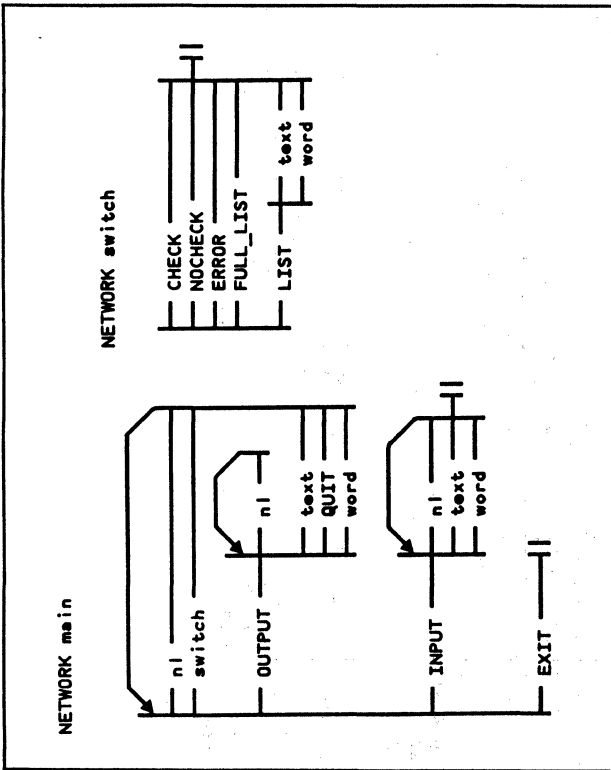 NETWORK main
nl
switch
OUTPUT
nl
text
QUIT
word
INPUT
nl
text
word
EXIT
NETWORK switch
CHECK
NOCHECK
ERROR
FULL_LIST
LIST
text
word